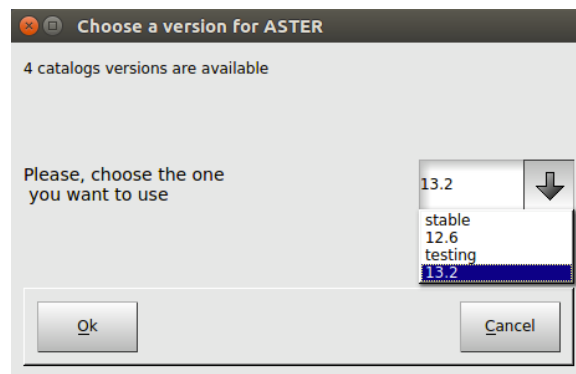 Choose a version for ASTER
4 catalogs versions are available
Please, choose the one
you want to use
13.2
stable
12.6
testing
13.2
Ok
Cancel